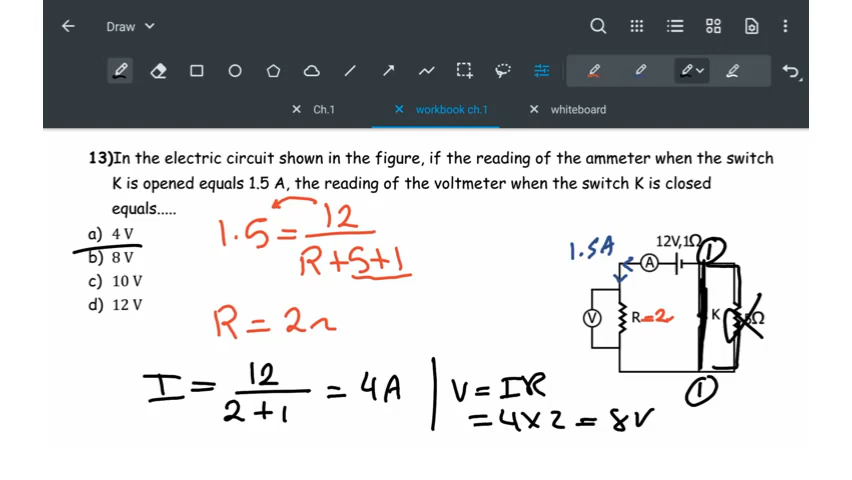 Draw
Ch.1
workbook ch.1
whiteboard
13)In the electric circuit shown in the figure, if the reading of the ammeter when the switch
K is opened equals 1.5 A, the reading of the voltmeter when the switch K is closed
equals.....
a) 4 V
b) 8 V
c) 10 V
d) 12 V
1.5 = 12
R+5+1
R = 2Ω
I = 12 = 4A
2+1
V = IR
= 4×2 = 8V
1.5A
12V,1Ω
1
A
V
R=2
K
5Ω
1